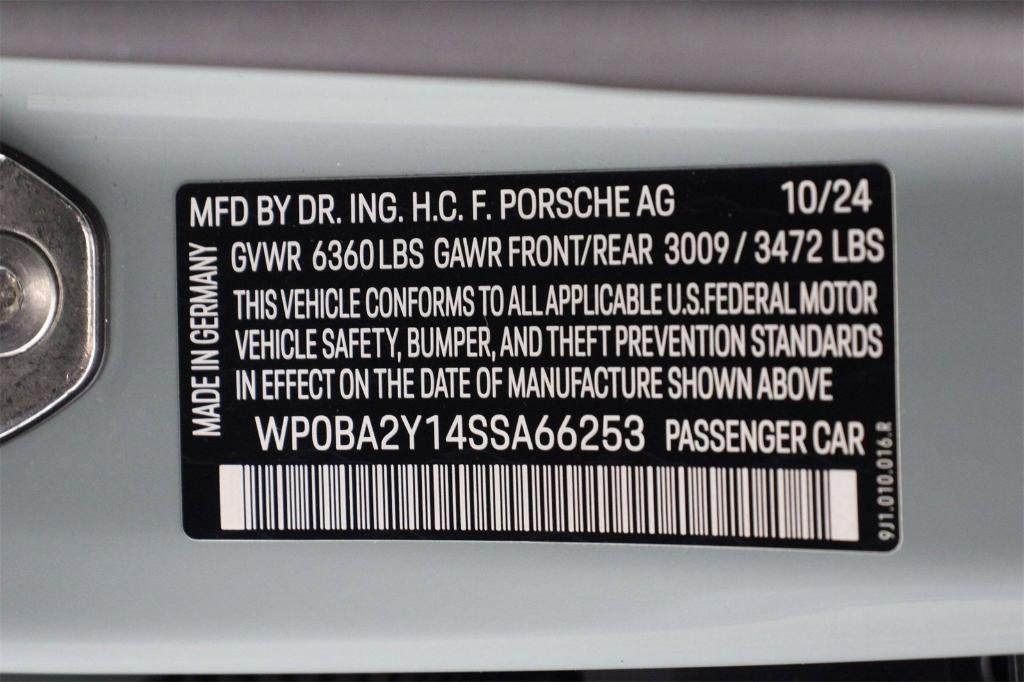 MFD BY DR. ING. H.C. F. PORSCHE AG 10/24
GVWR 6360 LBS GAWR FRONT/REAR 3009 / 3472 LBS
THIS VEHICLE CONFORMS TO ALL APPLICABLE U.S.FEDERAL MOTOR
VEHICLE SAFETY, BUMPER, AND THEFT PREVENTION STANDARDS
IN EFFECT ON THE DATE OF MANUFACTURE SHOWN ABOVE
WP0BA2Y14SSA66253 PASSENGER CAR
MADE IN GERMANY
9J1.010.016.R